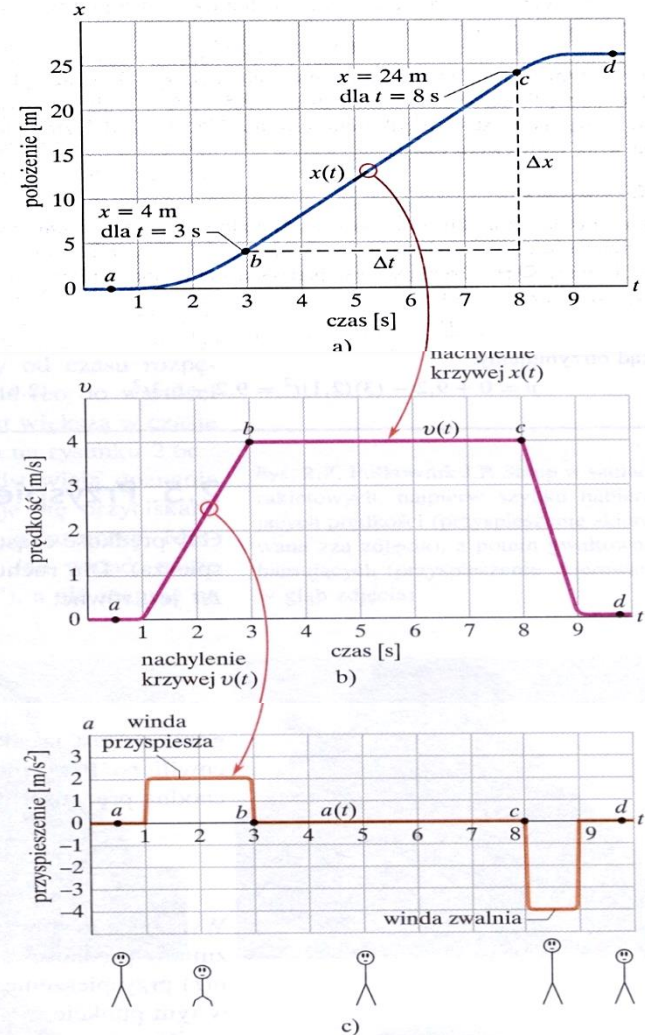 x
25
20
15
10
5
0
położenie [m]
x = 24 m
dla t = 8 s
c
d
x(t)
Δx
x = 4 m
dla t = 3 s
b
Δt
a
1 2 3 4 5 6 7 8 9 t
czas [s]
a)
nachylenie
krzywej x(t)
υ
4
3
2
1
0
prędkość [m/s]
b
υ(t)
c
a
d
1 2 3 4 5 6 7 8 9 t
czas [s]
nachylenie
krzywej υ(t)
b)
a
winda
przyspiesza
3
2
1
0
−1
−2
−3
−4
przyspieszenie [m/s²]
a
b
a(t)
c
d
1 2 3 4 5 6 7 8 9 t
winda zwalnia
c)